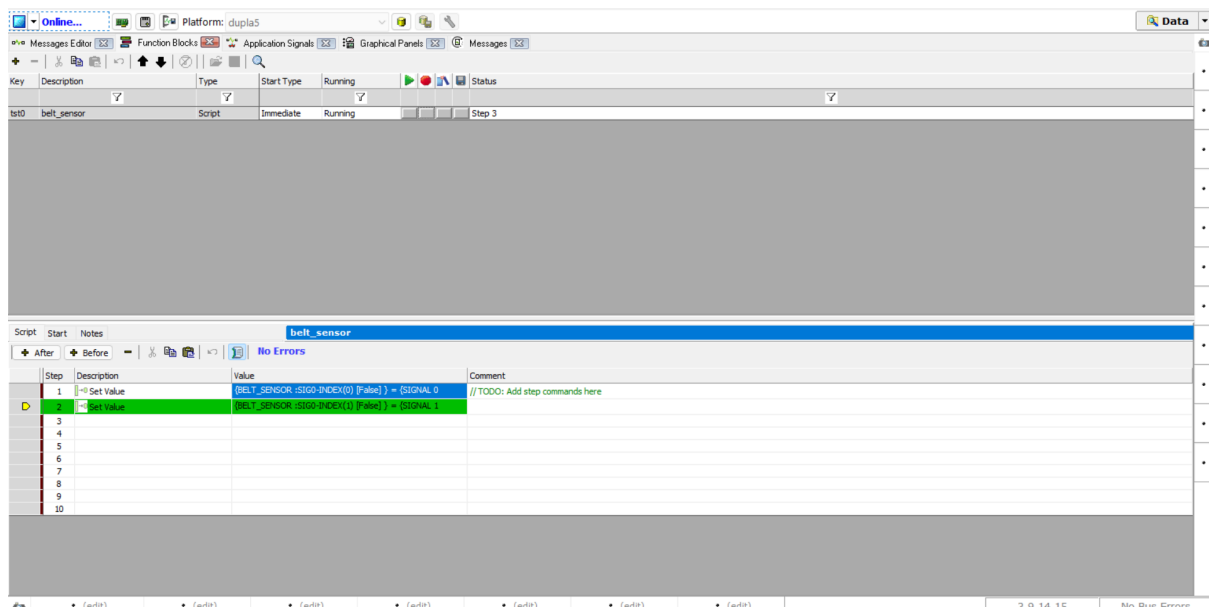 Online... Platform: dupla5 Data
Messages Editor Function Blocks Application Signals Graphical Panels Messages
Key Description Type Start Type Running Status
tst0 belt_sensor Script Immediate Running Step 3
Script Start Notes belt_sensor
After Before No Errors
Step Description Value Comment
1 Set Value {BELT_SENSOR :SIG0-INDEX(0) [False] } = {SIGNAL 0 //TODO: Add step commands here
2 Set Value {BELT_SENSOR :SIG0-INDEX(1) [False] } = {SIGNAL 1
3
4
5
6
7
8
9
10
(edit) (edit) (edit) (edit) (edit) (edit) (edit) 3.9.14.15 No Bus Errors